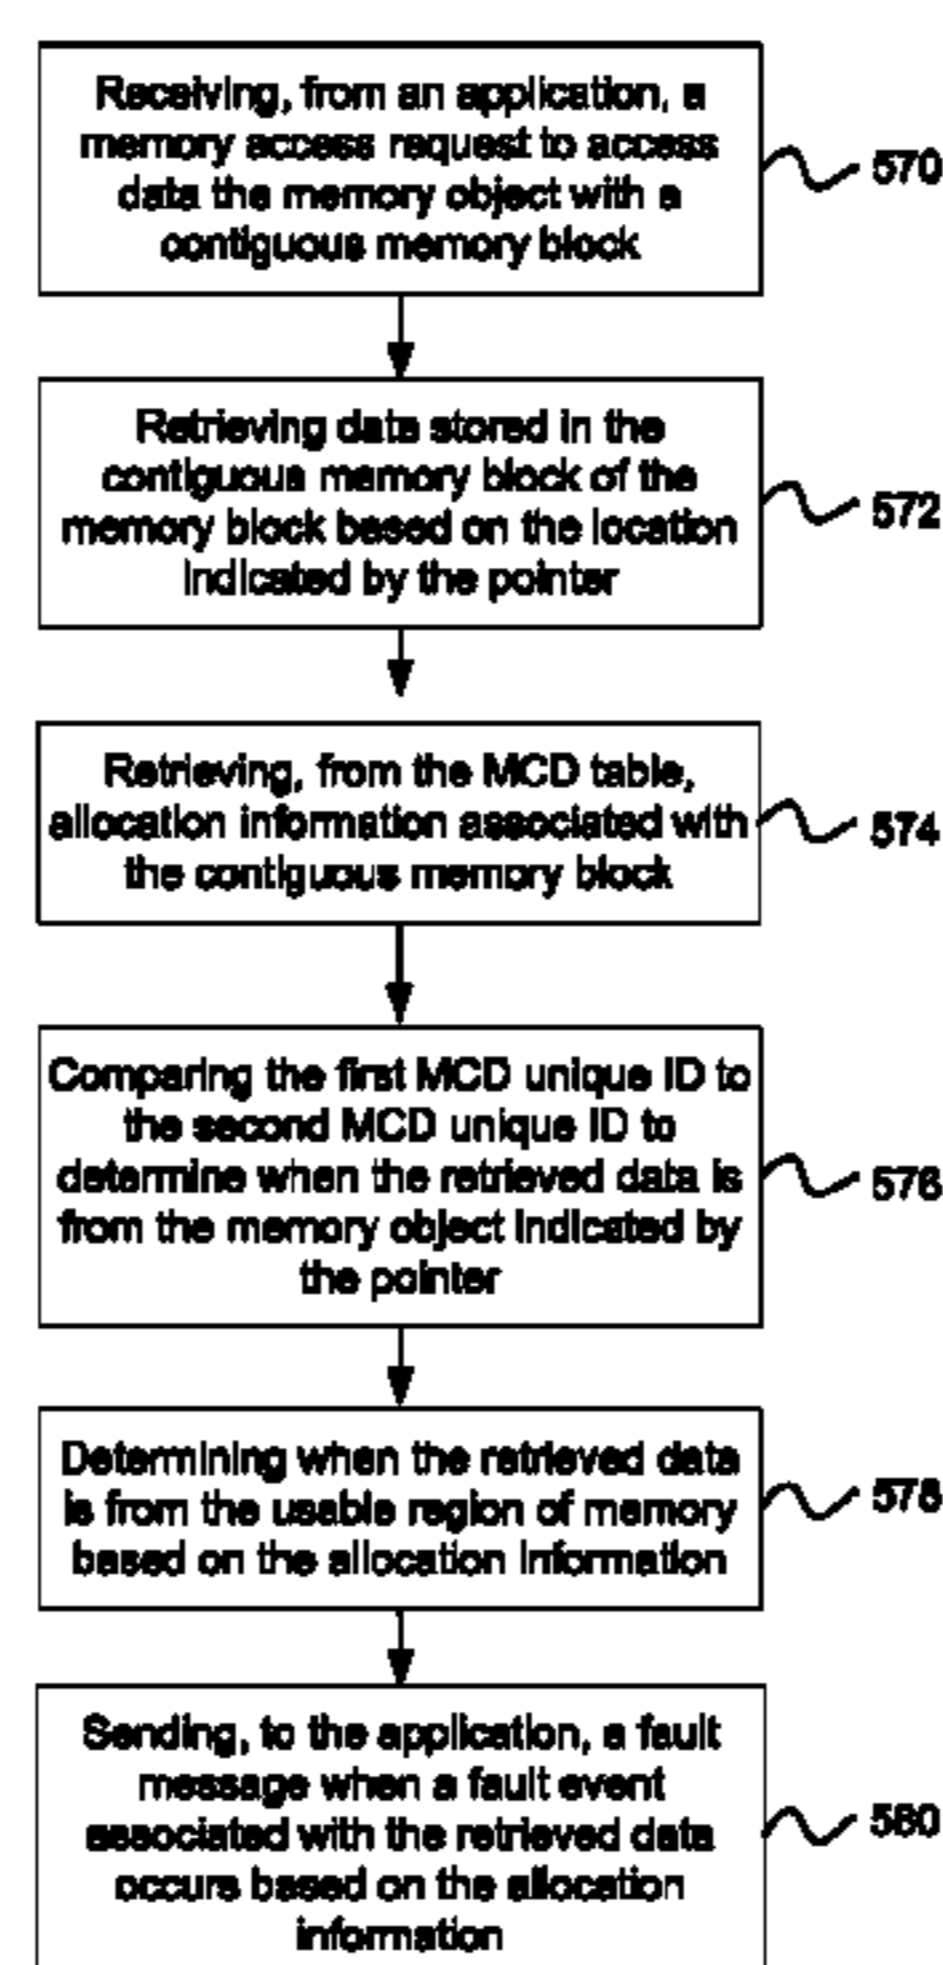 Receiving, from an application, a
memory access request to access
data the memory object with a
contiguous memory block
570
Retrieving data stored in the
contiguous memory block of the
memory block based on the location
indicated by the pointer
572
Retrieving, from the MCD table,
allocation information associated with
the contiguous memory block
574
Comparing the first MCD unique ID to
the second MCD unique ID to
determine when the retrieved data is
from the memory object indicated by
the pointer
576
Determining when the retrieved data
is from the usable region of memory
based on the allocation information
578
Sending, to the application, a fault
message when a fault event
associated with the retrieved data
occurs based on the allocation
information
580